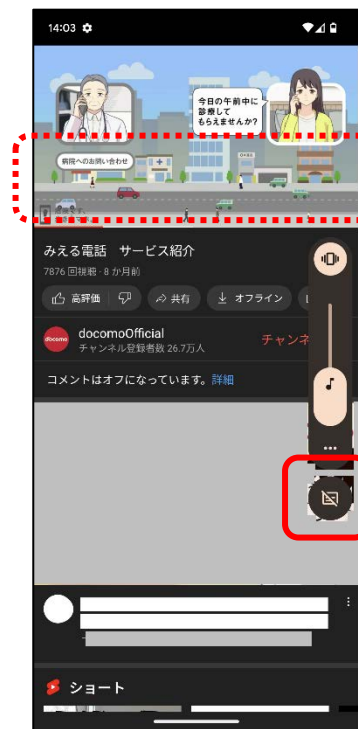 14:03
今日の午前中に
診療して
もらえませんか?
病院へのお問い合わせ
みえる電話　サービス紹介
7876 回視聴・8 か月前
高評価
共有
オフライン
docomo
docomoOfficial
チャンネル登録者数 26.7万人
チャンネ
コメントはオフになっています。詳細
ショート